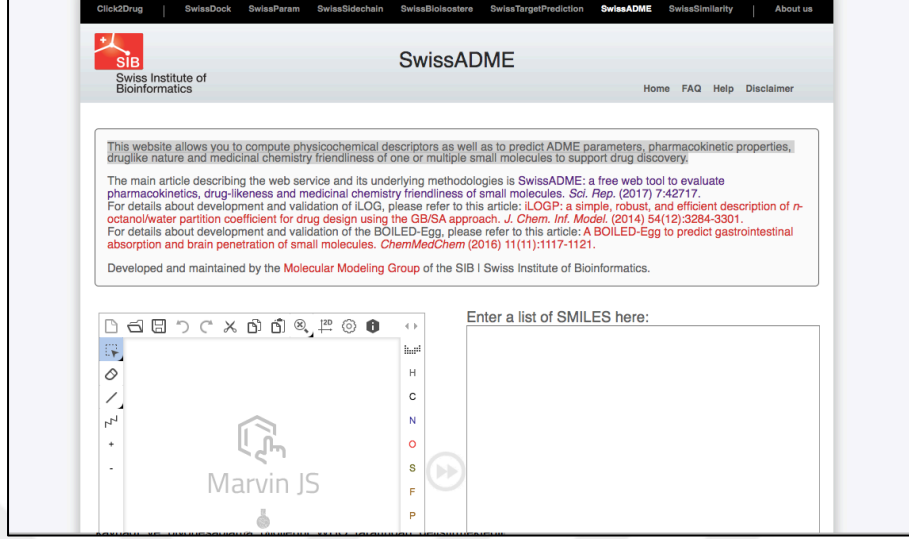 Click2Drug | SwissDock SwissParam SwissSidechain SwissBioisostere SwissTargetPrediction SwissADME SwissSimilarity | About us
SIB
Swiss Institute of
Bioinformatics
SwissADME
Home FAQ Help Disclaimer
This website allows you to compute physicochemical descriptors as well as to predict ADME parameters, pharmacokinetic properties,
druglike nature and medicinal chemistry friendliness of one or multiple small molecules to support drug discovery.
The main article describing the web service and its underlying methodologies is SwissADME: a free web tool to evaluate
pharmacokinetics, drug-likeness and medicinal chemistry friendliness of small molecules. Sci. Rep. (2017) 7:42717.
For details about development and validation of iLOG, please refer to this article: iLOGP: a simple, robust, and efficient description of n-
octanol/water partition coefficient for drug design using the GB/SA approach. J. Chem. Inf. Model. (2014) 54(12):3284-3301.
For details about development and validation of the BOILED-Egg, please refer to this article: A BOILED-Egg to predict gastrointestinal
absorption and brain penetration of small molecules. ChemMedChem (2016) 11(11):1117-1121.
Developed and maintained by the Molecular Modeling Group of the SIB | Swiss Institute of Bioinformatics.
Enter a list of SMILES here:
2D
H
C
N
O
S
F
P
+
-
Marvin JS